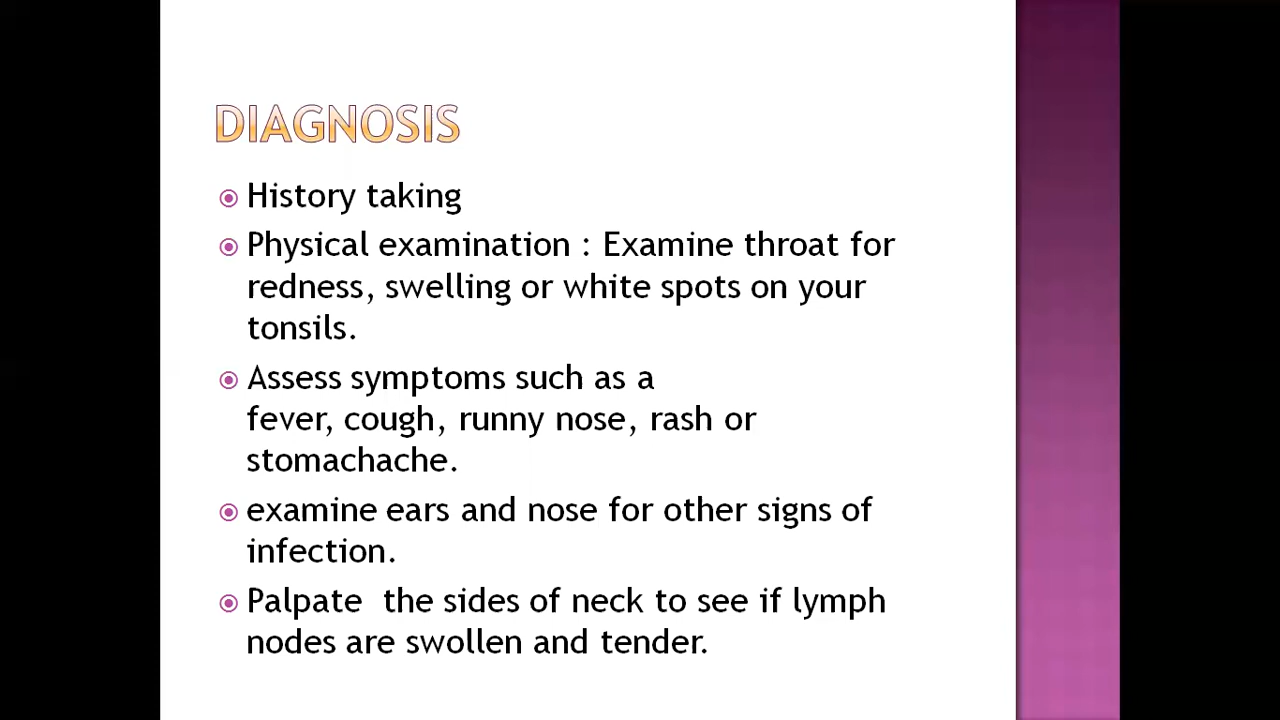 DIAGNOSIS
History taking
Physical examination : Examine throat for
redness, swelling or white spots on your
tonsils.
Assess symptoms such as a
fever, cough, runny nose, rash or
stomachache.
examine ears and nose for other signs of
infection.
Palpate  the sides of neck to see if lymph
nodes are swollen and tender.